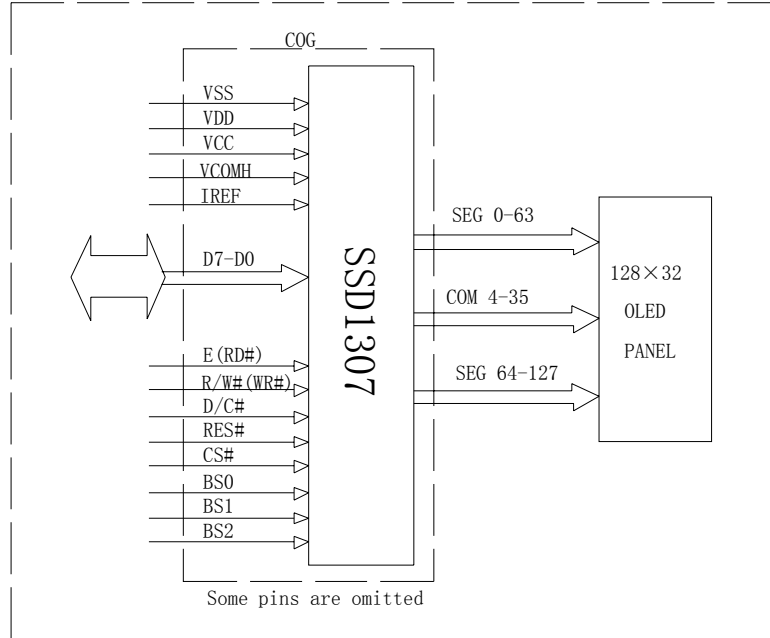 COG
VSS
VDD
VCC
VCOMH
IREF
D7-D0
E(RD#)
R/W#(WR#)
D/C#
RES#
CS#
BS0
BS1
BS2
SSD1307
SEG 0-63
COM 4-35
SEG 64-127
128×32
OLED
PANEL
Some pins are omitted